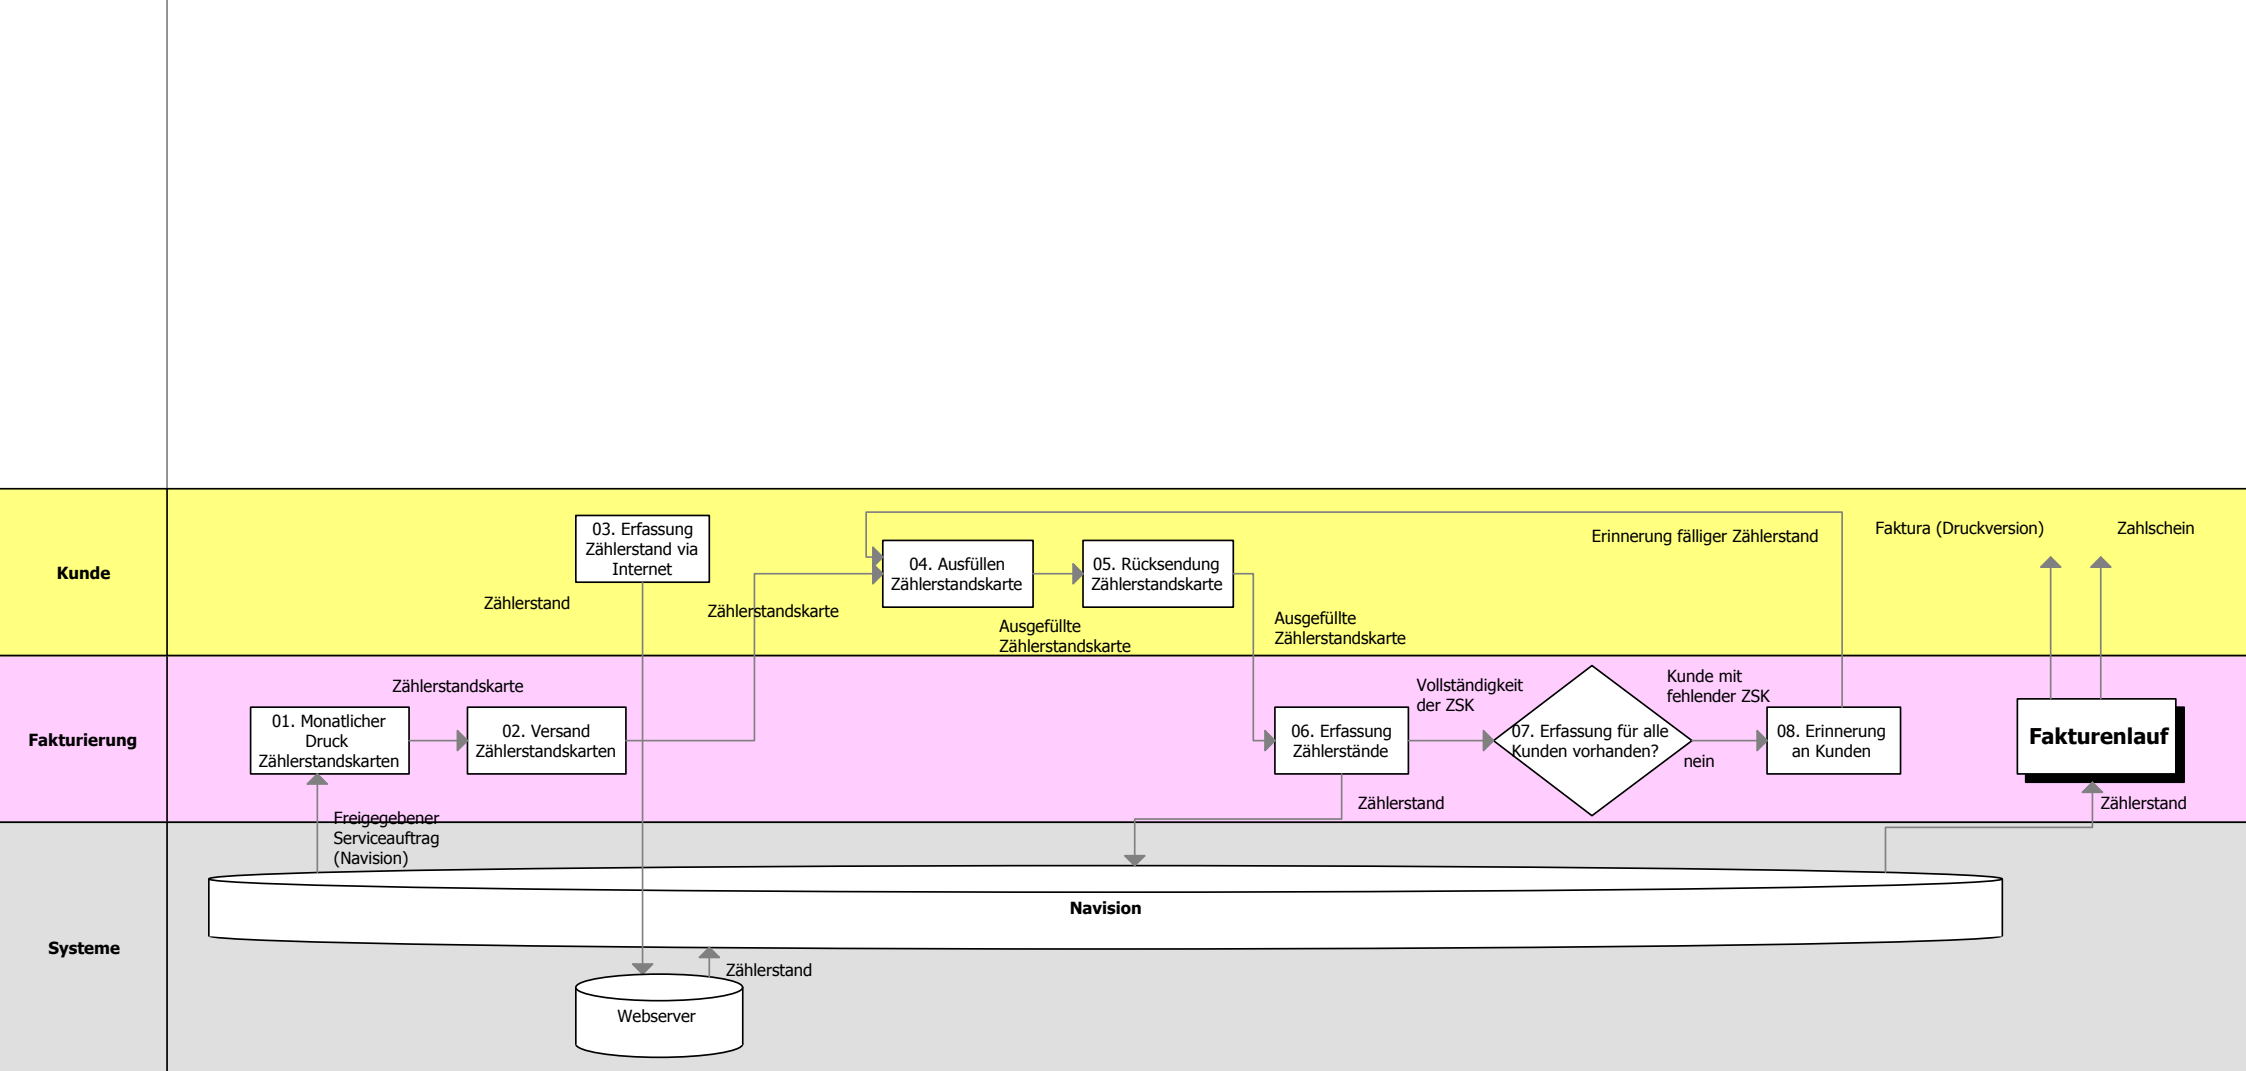 03. Erfassung
Zählerstand via
Internet
Erinnerung fälliger Zählerstand
Faktura (Druckversion)
Zahlschein
Kunde
04. Ausfüllen
Zählerstandskarte
05. Rücksendung
Zählerstandskarte
Zählerstand
Zählerstandskarte
Ausgefüllte
Zählerstandskarte
Ausgefüllte
Zählerstandskarte
Zählerstandskarte
Vollständigkeit
der ZSK
Kunde mit
fehlender ZSK
Fakturierung
01. Monatlicher
Druck
Zählerstandskarten
02. Versand
Zählerstandskarten
06. Erfassung
Zählerstände
07. Erfassung für alle
Kunden vorhanden?
nein
08. Erinnerung
an Kunden
Fakturenlauf
Zählerstand
Zählerstand
Freigegebener
Serviceauftrag
(Navision)
Navision
Systeme
Zählerstand
Webserver